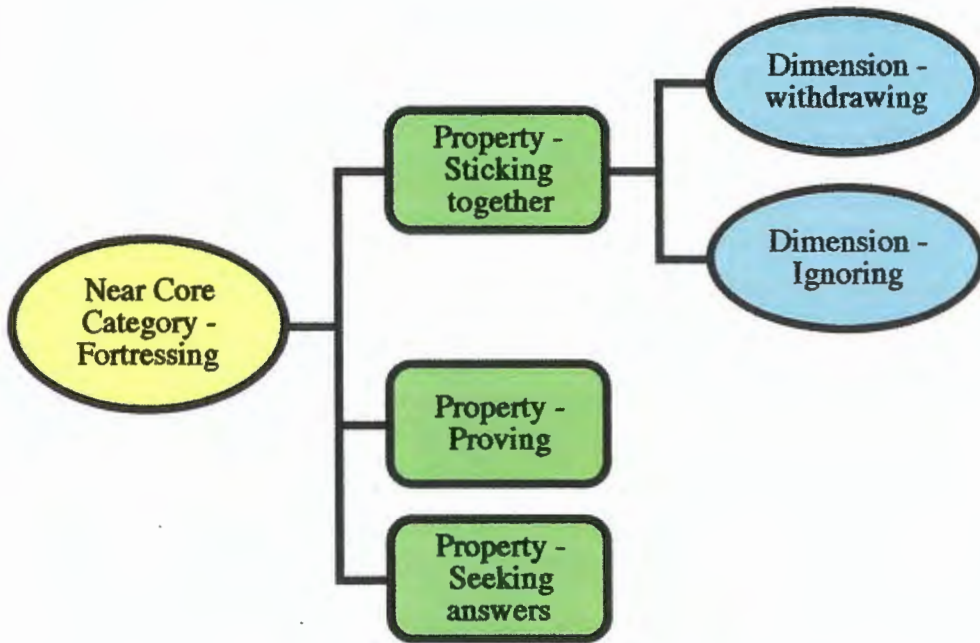 Near Core
Category -
Fortressing
Property -
Sticking
together
Dimension -
withdrawing
Dimension -
Ignoring
Property -
Proving
Property -
Seeking
answers